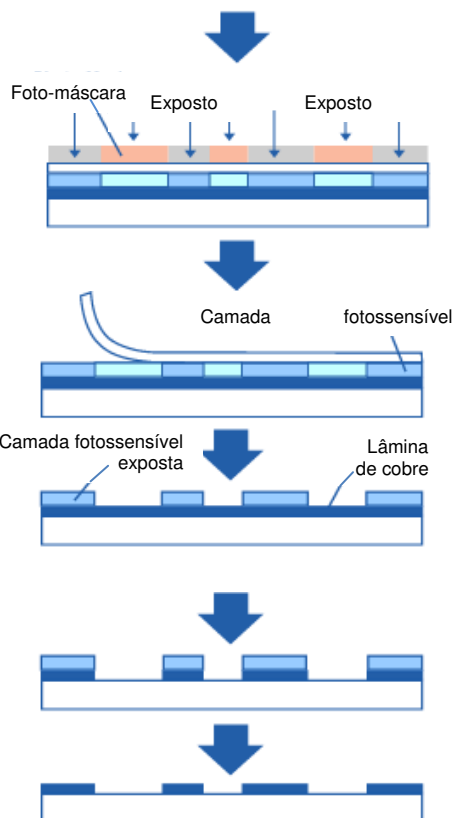 Foto-máscara
Exposto
Exposto
Camada fotossensível
Camada fotossensível
exposta
Lâmina
de cobre